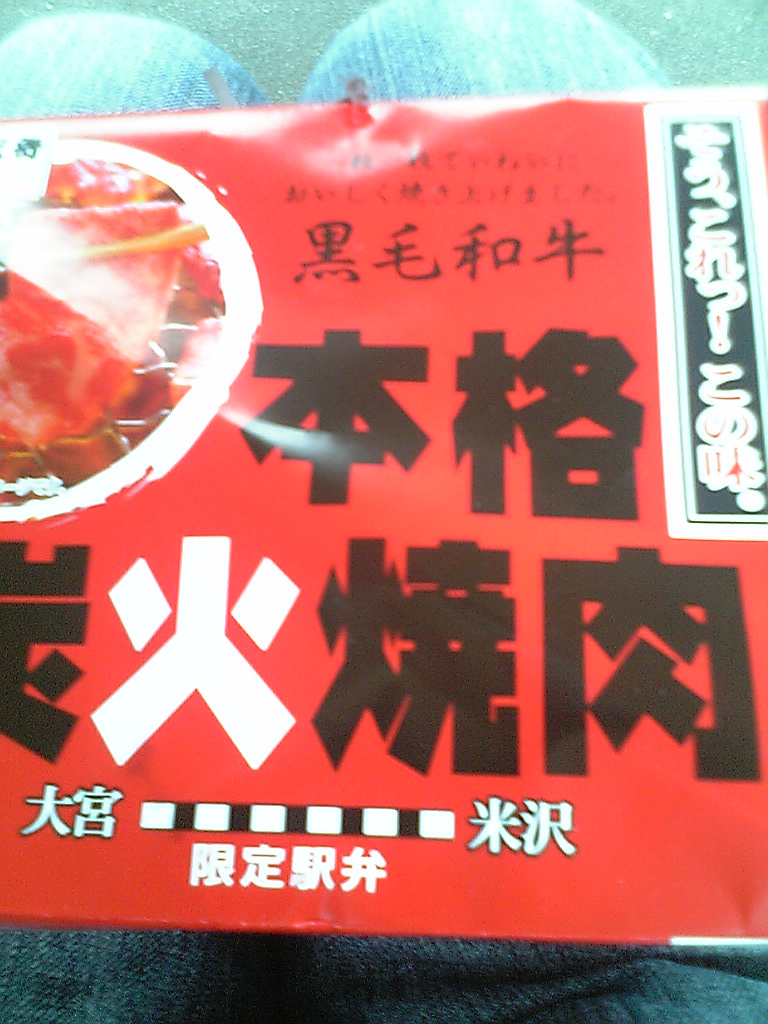 一枚一枚ていねいに
おいしく焼き上げました。
黒毛和牛
本格
炭火焼肉
そう、これっ！この味。
大宮 米沢
限定駅弁